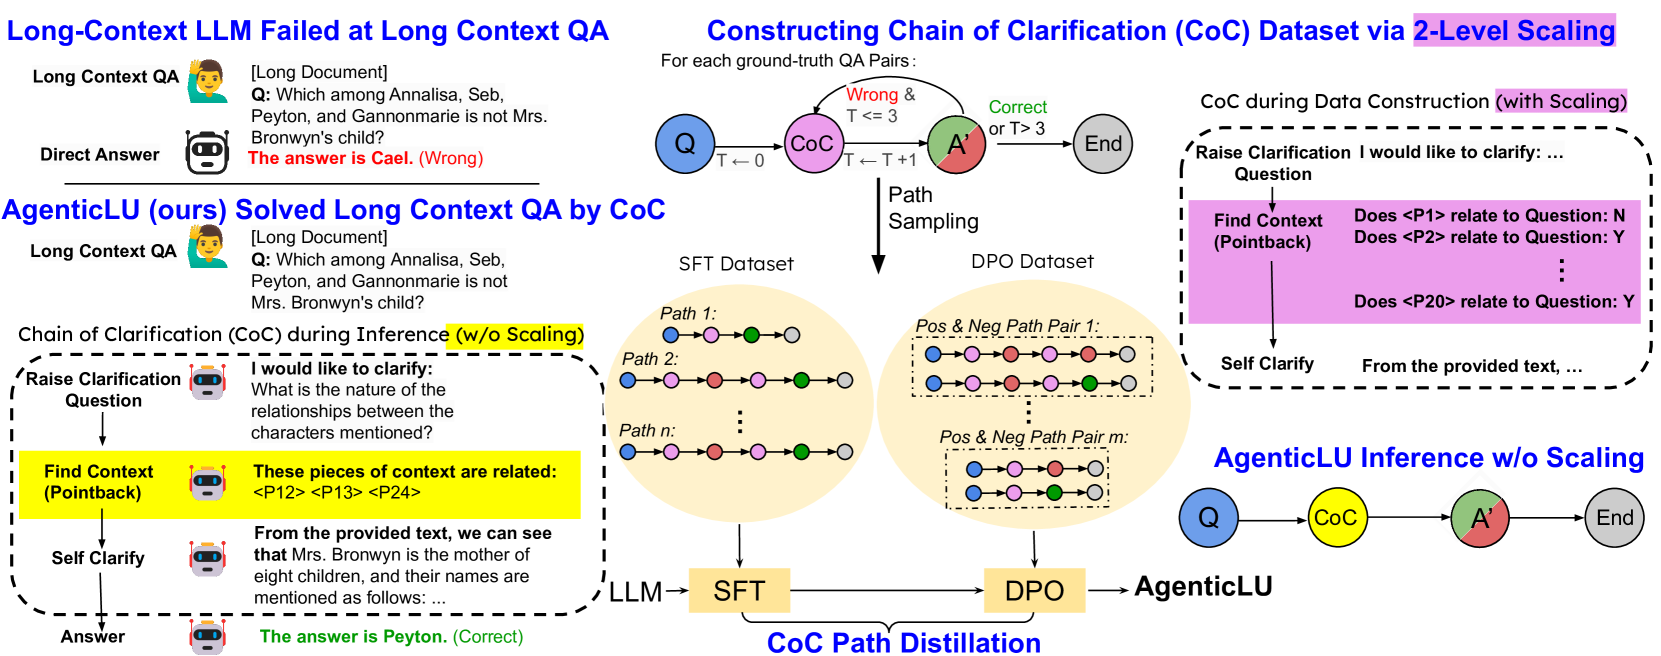 Long-Context LLM Failed at Long Context QA
Long Context QA
[Long Document]
Q: Which among Annalisa, Seb,
Peyton, and Gannonmarie is not Mrs.
Bronwyn's child?
Direct Answer
The answer is Cael. (Wrong)
AgenticLU (ours) Solved Long Context QA by CoC
Long Context QA
[Long Document]
Q: Which among Annalisa, Seb,
Peyton, and Gannonmarie is not
Mrs. Bronwyn's child?
Chain of Clarification (CoC) during Inference (w/o Scaling)
Raise Clarification
Question
I would like to clarify:
What is the nature of the
relationships between the
characters mentioned?
Find Context
(Pointback)
These pieces of context are related:
<P12> <P13> <P24>
Self Clarify
From the provided text, we can see
that Mrs. Bronwyn is the mother of
eight children, and their names are
mentioned as follows: ...
Answer
The answer is Peyton. (Correct)
Constructing Chain of Clarification (CoC) Dataset via 2-Level Scaling
For each ground-truth QA Pairs:
Wrong &
T <= 3
Correct
or T> 3
Q
CoC
A'
End
T ← 0
T ← T +1
Path
Sampling
SFT Dataset
Path 1:
Path 2:
Path n:
DPO Dataset
Pos & Neg Path Pair 1:
Pos & Neg Path Pair m:
LLM
SFT
DPO
AgenticLU
CoC Path Distillation
CoC during Data Construction (with Scaling)
Raise Clarification
Question
I would like to clarify: ...
Find Context
(Pointback)
Does <P1> relate to Question: N
Does <P2> relate to Question: Y
Does <P20> relate to Question: Y
Self Clarify
From the provided text, ...
AgenticLU Inference w/o Scaling
Q
CoC
A'
End